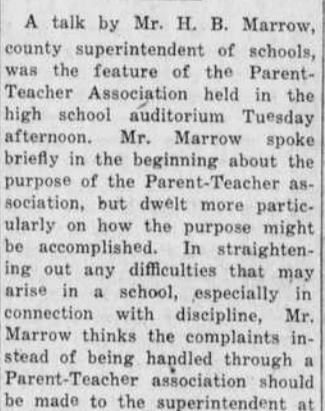 A talk by Mr. H. B. Marrow,
county superintendent of schools,
was the feature of the Parent-
Teacher Association held in the
high school auditorium Tuesday
afternoon. Mr. Marrow spoke
briefly in the beginning about the
purpose of the Parent-Teacher as-
sociation, but dwelt more partic-
ularly on how the purpose might
be accomplished. In straighten-
ing out any difficulties that may
arise in a school, especially in
connection with discipline, Mr.
Marrow thinks the complaints in-
stead of being handled through a
Parent-Teacher association should
be made to the superintendent at